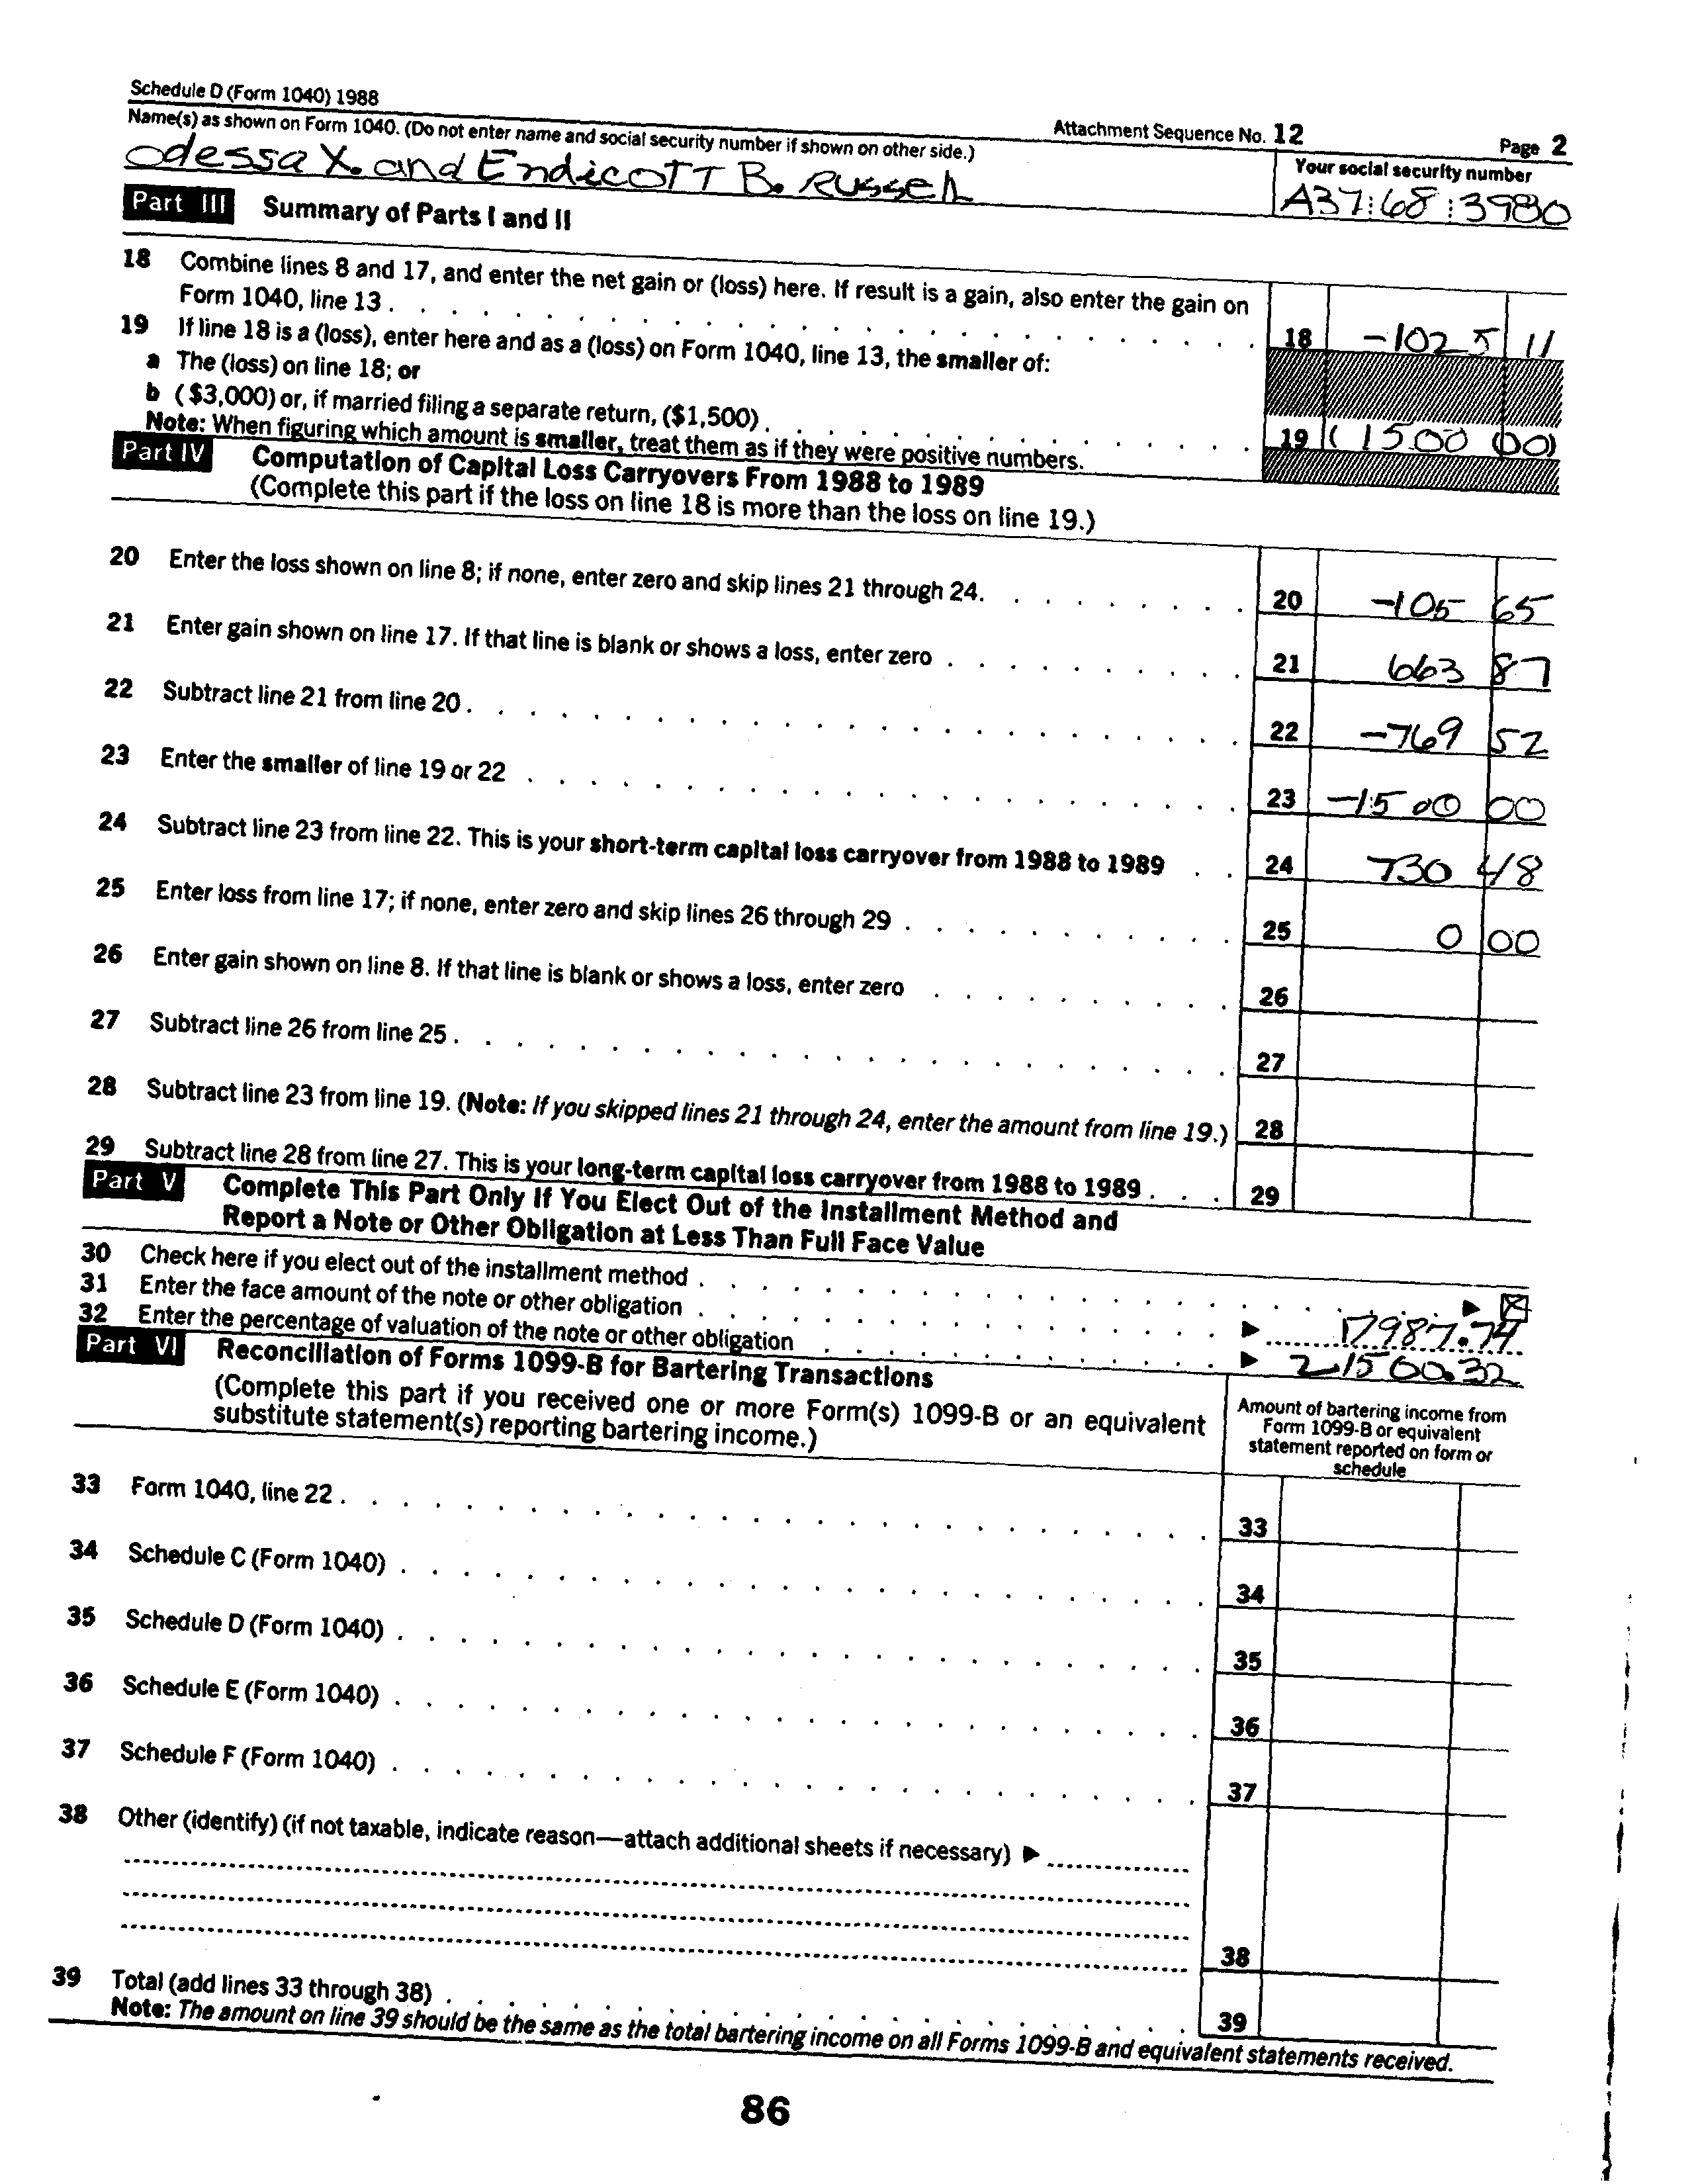 Schedule D (Form 1040) 1988
Attachment Sequence No. 12
Page 2
Name(s) as shown on Form 1040. (Do not enter name and social security number if shown on other side.)
Your social security number
Odessa X. and Endicott B. Russell
A37:68:3980
Part III Summary of Parts I and II
18 Combine lines 8 and 17, and enter the net gain or (loss) here. If result is a gain, also enter the gain on
Form 1040, line 13 . 18 -1025 11
19 If line 18 is a (loss), enter here and as a (loss) on Form 1040, line 13, the smaller of:
a The (loss) on line 18; or
b ($3,000) or, if married filing a separate return, ($1,500) . 19 (1500 00)
Note: When figuring which amount is smaller, treat them as if they were positive numbers.
Part IV Computation of Capital Loss Carryovers From 1988 to 1989
(Complete this part if the loss on line 18 is more than the loss on line 19.)
20 Enter the loss shown on line 8; if none, enter zero and skip lines 21 through 24. 20 -105 65
21 Enter gain shown on line 17. If that line is blank or shows a loss, enter zero . 21 663 87
22 Subtract line 21 from line 20 . 22 -769 52
23 Enter the smaller of line 19 or 22 . 23 -1500 00
24 Subtract line 23 from line 22. This is your short-term capital loss carryover from 1988 to 1989 . 24 730 48
25 Enter loss from line 17; if none, enter zero and skip lines 26 through 29 . 25 0 00
26 Enter gain shown on line 8. If that line is blank or shows a loss, enter zero . 26
27 Subtract line 26 from line 25 . 27
28 Subtract line 23 from line 19. (Note: If you skipped lines 21 through 24, enter the amount from line 19.) 28
29 Subtract line 28 from line 27. This is your long-term capital loss carryover from 1988 to 1989 . 29
Part V Complete This Part Only If You Elect Out of the Installment Method and
Report a Note or Other Obligation at Less Than Full Face Value
30 Check here if you elect out of the installment method . ► ☒
31 Enter the face amount of the note or other obligation . ► 17987.74
32 Enter the percentage of valuation of the note or other obligation . ► 21560.32
Part VI Reconciliation of Forms 1099-B for Bartering Transactions
(Complete this part if you received one or more Form(s) 1099-B or an equivalent
substitute statement(s) reporting bartering income.)
Amount of bartering income from
Form 1099-B or equivalent
statement reported on form or
schedule
33 Form 1040, line 22 . 33
34 Schedule C (Form 1040) . 34
35 Schedule D (Form 1040) . 35
36 Schedule E (Form 1040) . 36
37 Schedule F (Form 1040) . 37
38 Other (identify) (if not taxable, indicate reason—attach additional sheets if necessary) ►
38
39 Total (add lines 33 through 38) . 39
Note: The amount on line 39 should be the same as the total bartering income on all Forms 1099-B and equivalent statements received.
86